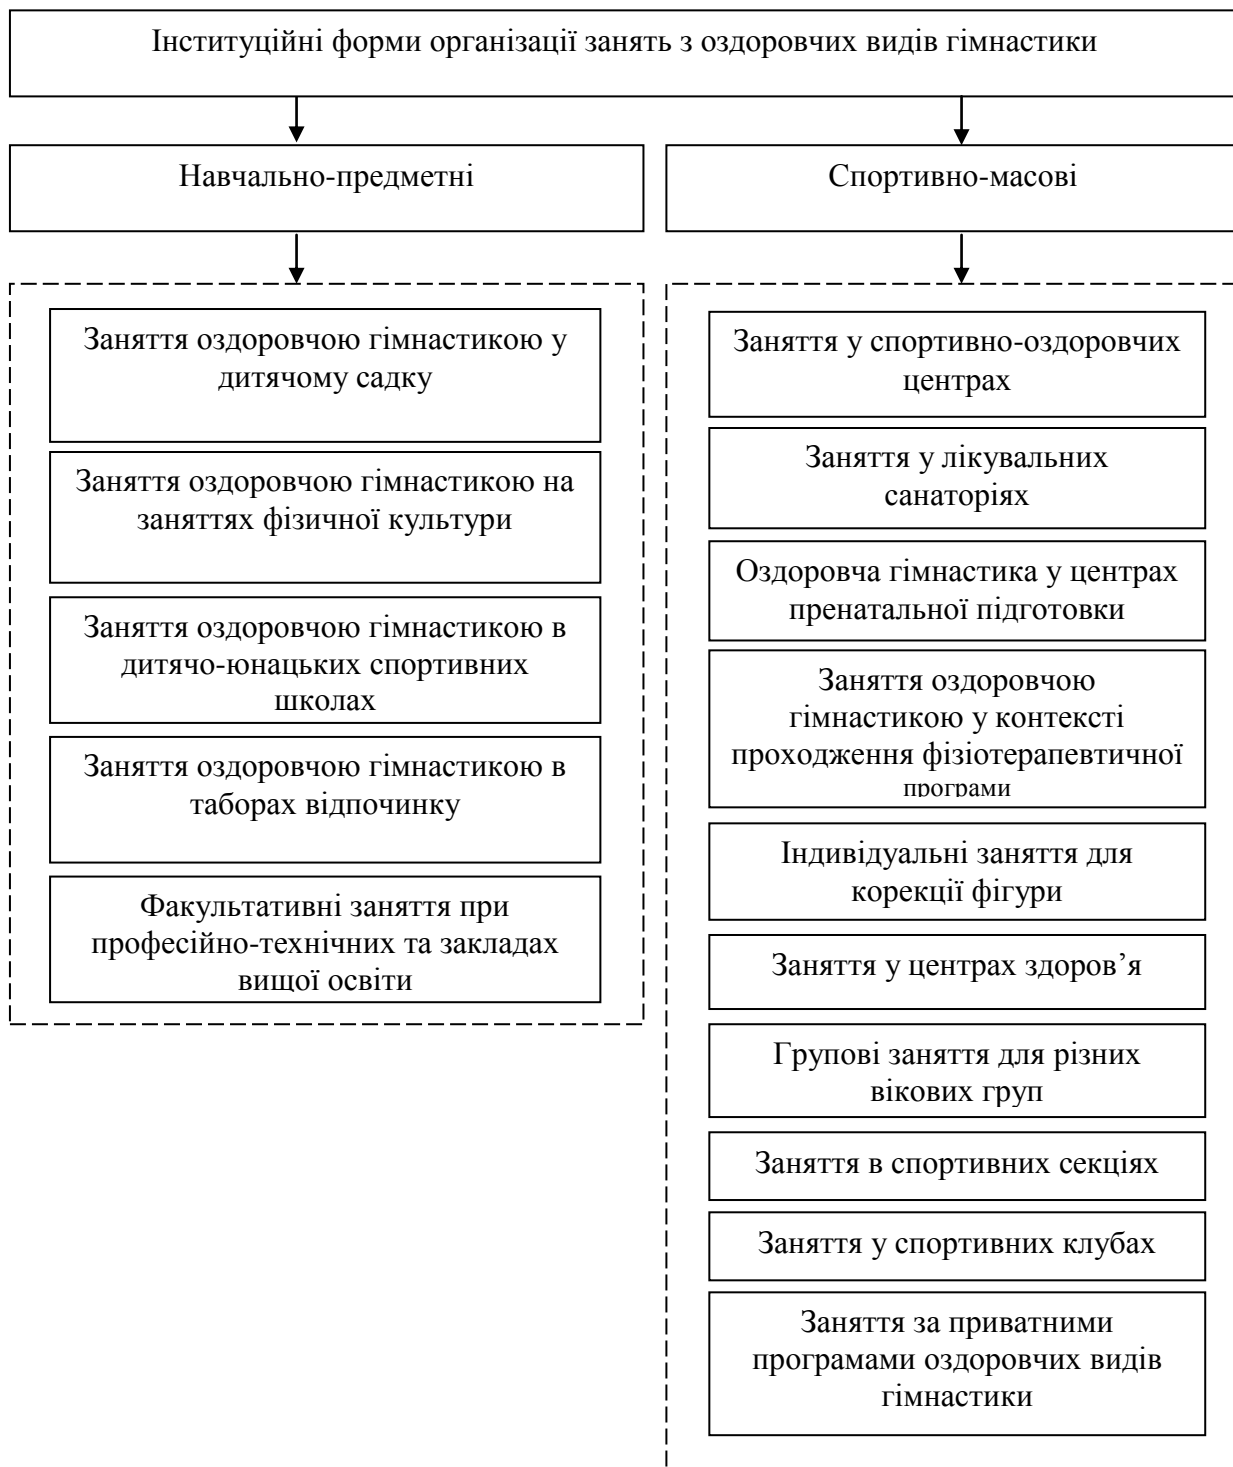 Інституційні форми організації занять з оздоровчих видів гімнастики
Навчально-предметні
Спортивно-масові
Заняття оздоровчою гімнастикою у
дитячому садку
Заняття оздоровчою гімнастикою на
заняттях фізичної культури
Заняття оздоровчою гімнастикою в
дитячо-юнацьких спортивних
школах
Заняття оздоровчою гімнастикою в
таборах відпочинку
Факультативні заняття при
професійно-технічних та закладах
вищої освіти
Заняття у спортивно-оздоровчих
центрах
Заняття у лікувальних
санаторіях
Оздоровча гімнастика у центрах
пренатальної підготовки
Заняття оздоровчою
гімнастикою у контексті
проходження фізіотерапевтичної
програми
Індивідуальні заняття для
корекції фігури
Заняття у центрах здоров’я
Групові заняття для різних
вікових груп
Заняття в спортивних секціях
Заняття у спортивних клубах
Заняття за приватними
програмами оздоровчих видів
гімнастики